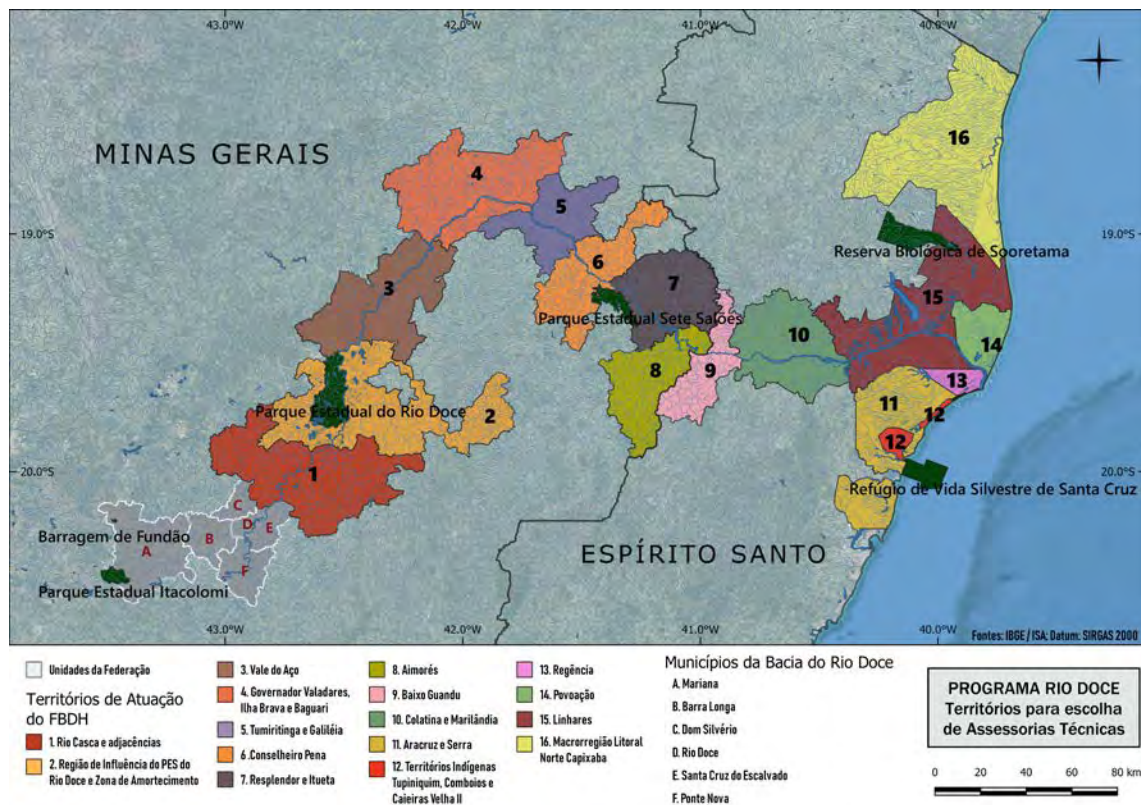 43.0°W
42.0°W
41.0°W
40.0°W
MINAS GERAIS
16
4
5
19.0°S
19.0°S
Reserva Biológica de Sooretama
6
3
7
15
Parque Estadual Sete Salões
10
14
8
9
13
Parque Estadual do Rio Doce
2
11
12
12
1
20.0°S
20.0°S
Refúgio de Vida Silvestre de Santa Cruz
C
D
E
Barragem de Fundão
A
B
F
ESPÍRITO SANTO
Parque Estadual Itacolomi
43.0°W
42.0°W
41.0°W
40.0°W
Fontes: IBGE / ISA: Datum: SIRGAS 2000
Unidades da Federação
Territórios de Atuação
do FBDH
1. Rio Casca e adjacências
2. Região de Influência do PES do
Rio Doce e Zona de Amortecimento
3. Vale do Aço
4. Governador Valadares,
Ilha Brava e Baguari
5. Tumiritinga e Galiléia
6. Conselheiro Pena
7. Resplendor e Itueta
8. Aimorés
9. Baixo Guandu
10. Colatina e Marilândia
11. Aracruz e Serra
12. Territórios Indígenas
Tupiniquim, Comboios e
Caieiras Velha II
13. Regência
14. Povoação
15. Linhares
16. Macrorregião Litoral
Norte Capixaba
Municípios da Bacia do Rio Doce
A. Mariana
B. Barra Longa
C. Dom Silvério
D. Rio Doce
E. Santa Cruz do Escalvado
F. Ponte Nova
PROGRAMA RIO DOCE
Territórios para escolha
de Assessorias Técnicas
0 20 40 60 80 km